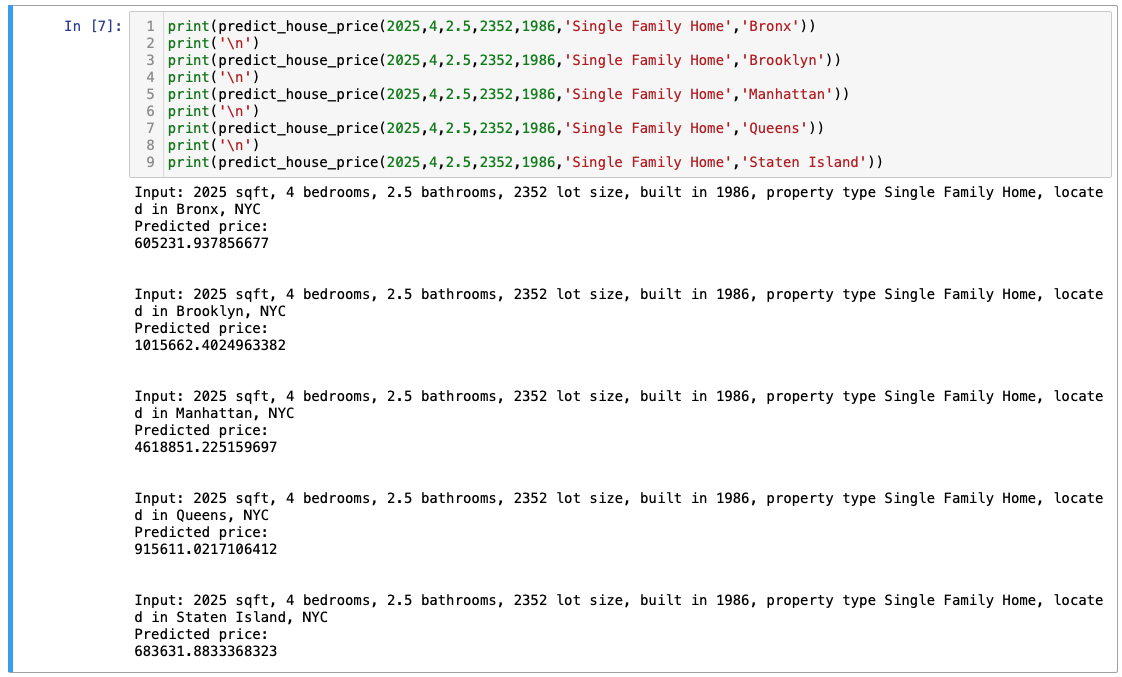 In [7]:
1 print(predict_house_price(2025,4,2.5,2352,1986,'Single Family Home','Bronx'))
2 print('\n')
3 print(predict_house_price(2025,4,2.5,2352,1986,'Single Family Home','Brooklyn'))
4 print('\n')
5 print(predict_house_price(2025,4,2.5,2352,1986,'Single Family Home','Manhattan'))
6 print('\n')
7 print(predict_house_price(2025,4,2.5,2352,1986,'Single Family Home','Queens'))
8 print('\n')
9 print(predict_house_price(2025,4,2.5,2352,1986,'Single Family Home','Staten Island'))
Input: 2025 sqft, 4 bedrooms, 2.5 bathrooms, 2352 lot size, built in 1986, property type Single Family Home, locate
d in Bronx, NYC
Predicted price:
605231.937856677
Input: 2025 sqft, 4 bedrooms, 2.5 bathrooms, 2352 lot size, built in 1986, property type Single Family Home, locate
d in Brooklyn, NYC
Predicted price:
1015662.4024963382
Input: 2025 sqft, 4 bedrooms, 2.5 bathrooms, 2352 lot size, built in 1986, property type Single Family Home, locate
d in Manhattan, NYC
Predicted price:
4618851.225159697
Input: 2025 sqft, 4 bedrooms, 2.5 bathrooms, 2352 lot size, built in 1986, property type Single Family Home, locate
d in Queens, NYC
Predicted price:
915611.0217106412
Input: 2025 sqft, 4 bedrooms, 2.5 bathrooms, 2352 lot size, built in 1986, property type Single Family Home, locate
d in Staten Island, NYC
Predicted price:
683631.8833368323